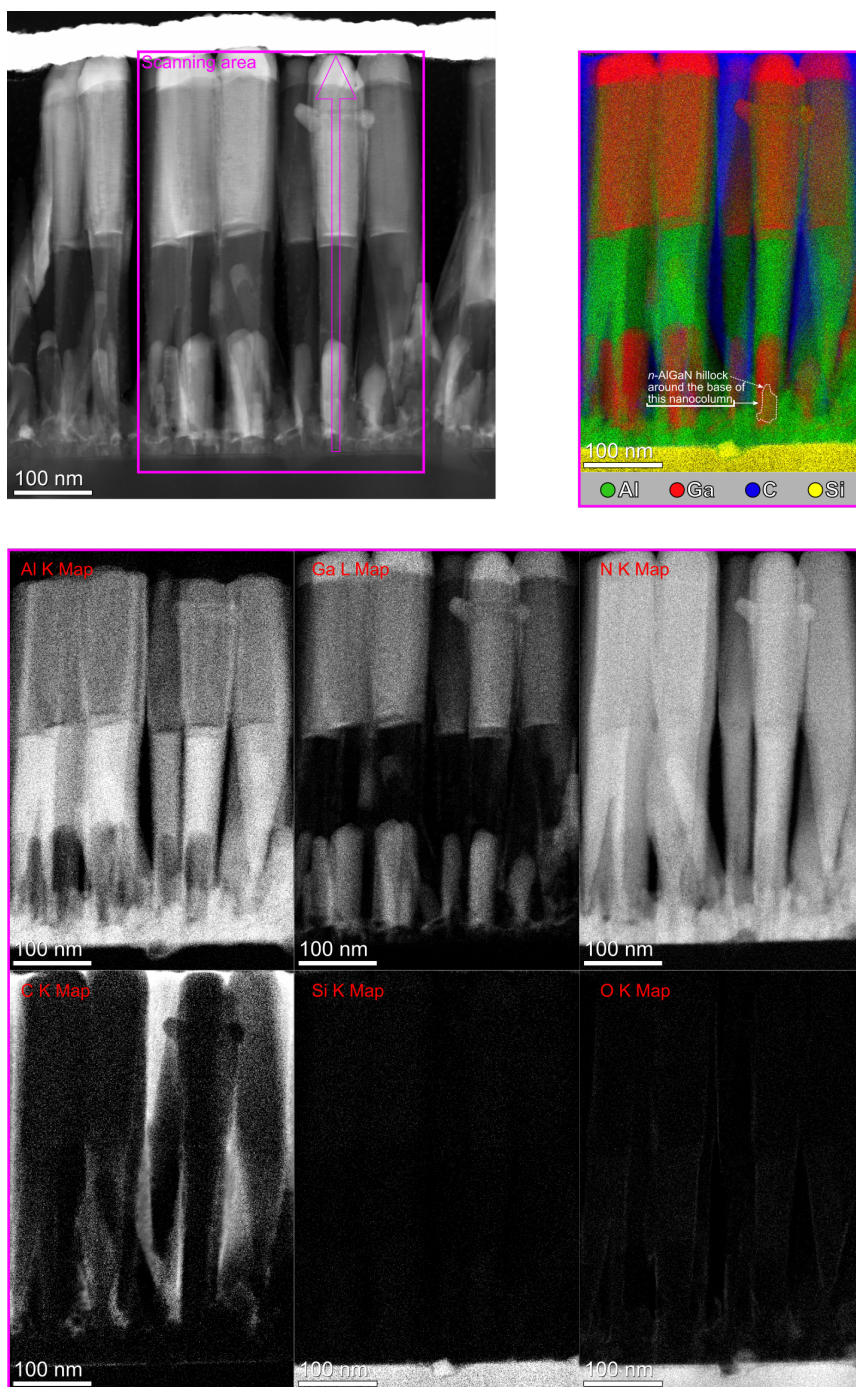 Scanning area
100 nm
n-AlGaN hillock
around the base of
this nanocolumn
100 nm
Al Ga C Si
Al K Map
Ga L Map
N K Map
100 nm
100 nm
100 nm
C K Map
Si K Map
O K Map
100 nm
100 nm
100 nm